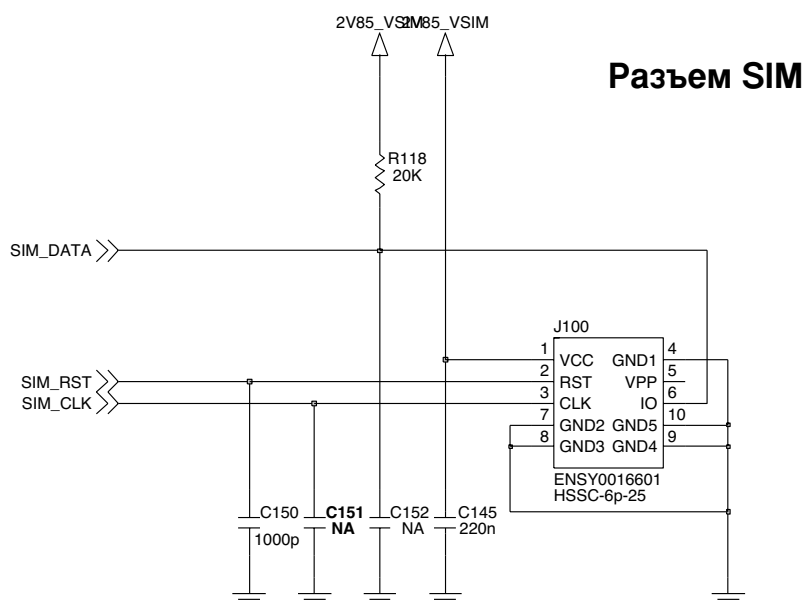 2V85_VSIM 2V85_VSIM
Разъем SIM
R118
20K
SIM_DATA
J100
1 VCC GND1 4
2 RST VPP 5
3 CLK IO 6
7 GND2 GND5 10
8 GND3 GND4 9
SIM_RST
SIM_CLK
ENSY0016601
HSSC-6p-25
C150
1000p
C151
NA
C152
NA
C145
220n